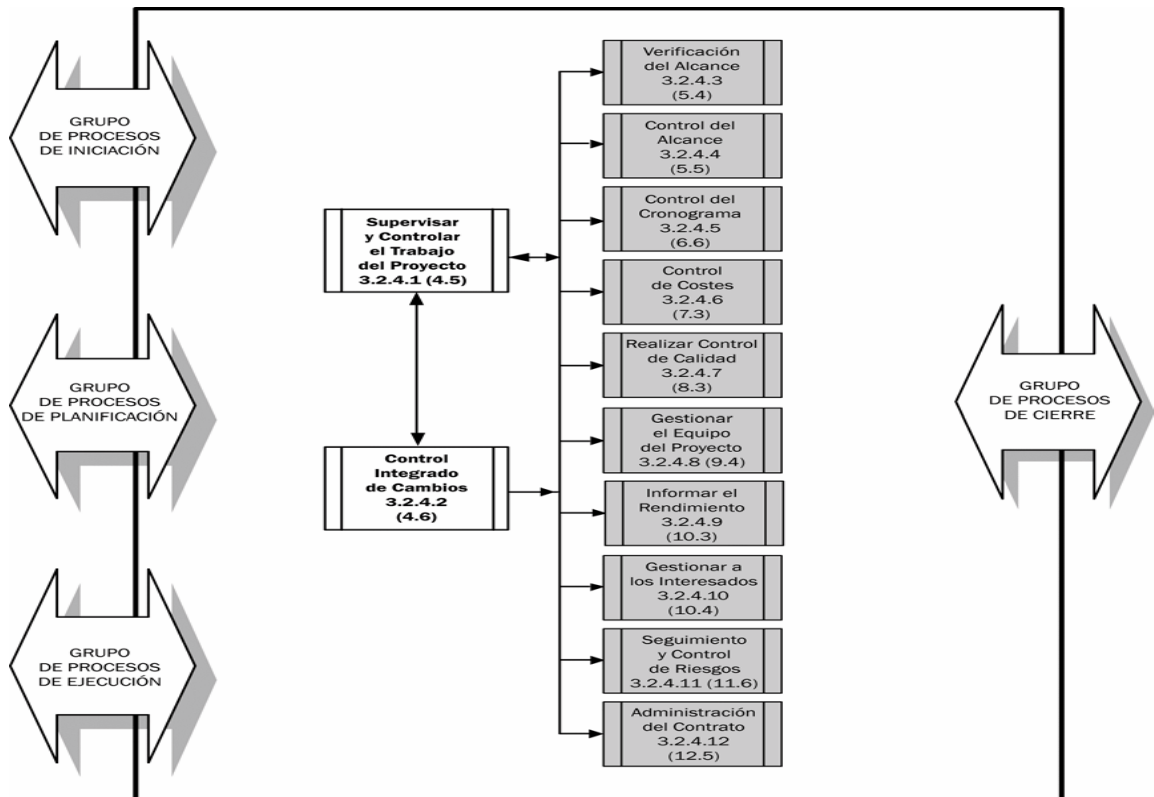 GRUPO
DE PROCESOS
DE INICIACIÓN
GRUPO
DE PROCESOS
DE PLANIFICACIÓN
GRUPO
DE PROCESOS
DE EJECUCIÓN
Supervisar
y Controlar
el Trabajo
del Proyecto
3.2.4.1 (4.5)
Control
Integrado
de Cambios
3.2.4.2
(4.6)
Verificación
del Alcance
3.2.4.3
(5.4)
Control del
Alcance
3.2.4.4
(5.5)
Control del
Cronograma
3.2.4.5
(6.6)
Control
de Costes
3.2.4.6
(7.3)
Realizar Control
de Calidad
3.2.4.7
(8.3)
Gestionar
el Equipo
del Proyecto
3.2.4.8 (9.4)
Informar el
Rendimiento
3.2.4.9
(10.3)
Gestionar a
los Interesados
3.2.4.10
(10.4)
Seguimiento
y Control
de Riesgos
3.2.4.11 (11.6)
Administración
del Contrato
3.2.4.12
(12.5)
GRUPO
DE PROCESOS
DE CIERRE